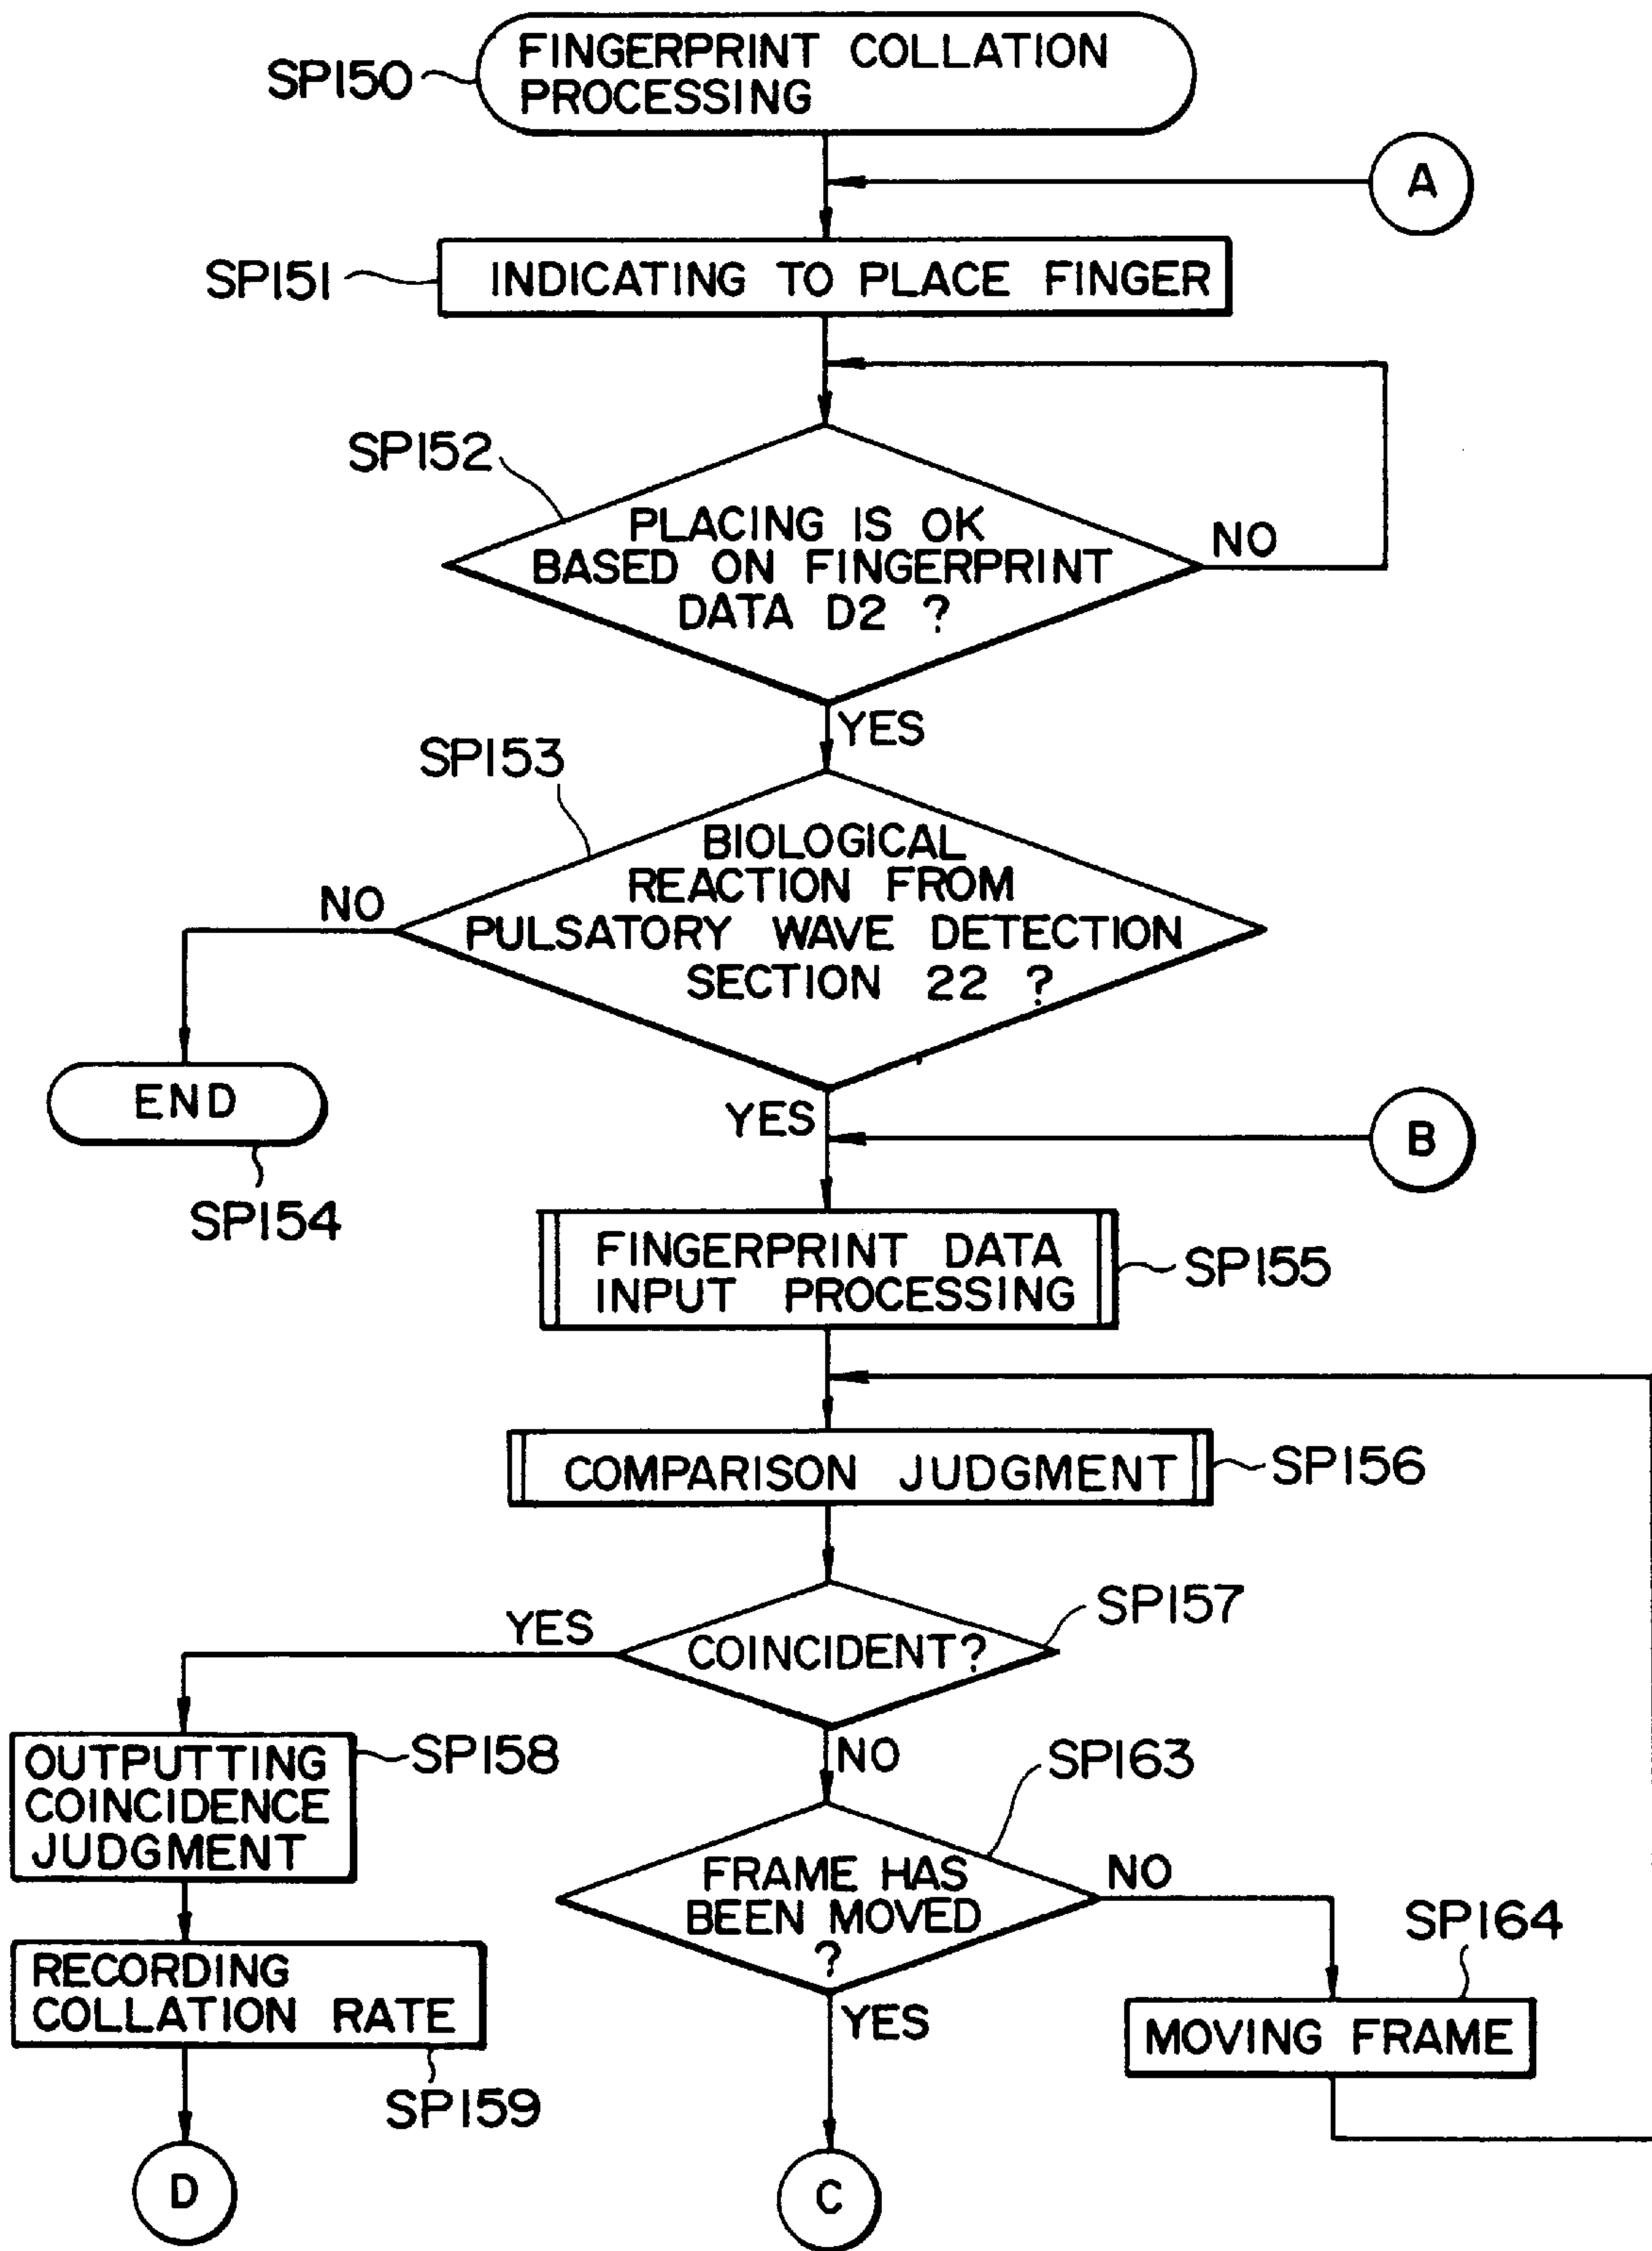 SP150
FINGERPRINT COLLATION
PROCESSING
A
SP151
INDICATING TO PLACE FINGER
SP152
PLACING IS OK
BASED ON FINGERPRINT
DATA D2 ?
NO
YES
SP153
BIOLOGICAL
REACTION FROM
PULSATORY WAVE DETECTION
SECTION 22 ?
NO
END
SP154
YES
B
FINGERPRINT DATA
INPUT PROCESSING
SP155
COMPARISON JUDGMENT
SP156
COINCIDENT?
SP157
YES
OUTPUTTING
COINCIDENCE
JUDGMENT
SP158
NO
SP163
FRAME HAS
BEEN MOVED
?
NO
SP164
RECORDING
COLLATION RATE
SP159
YES
MOVING FRAME
D
C